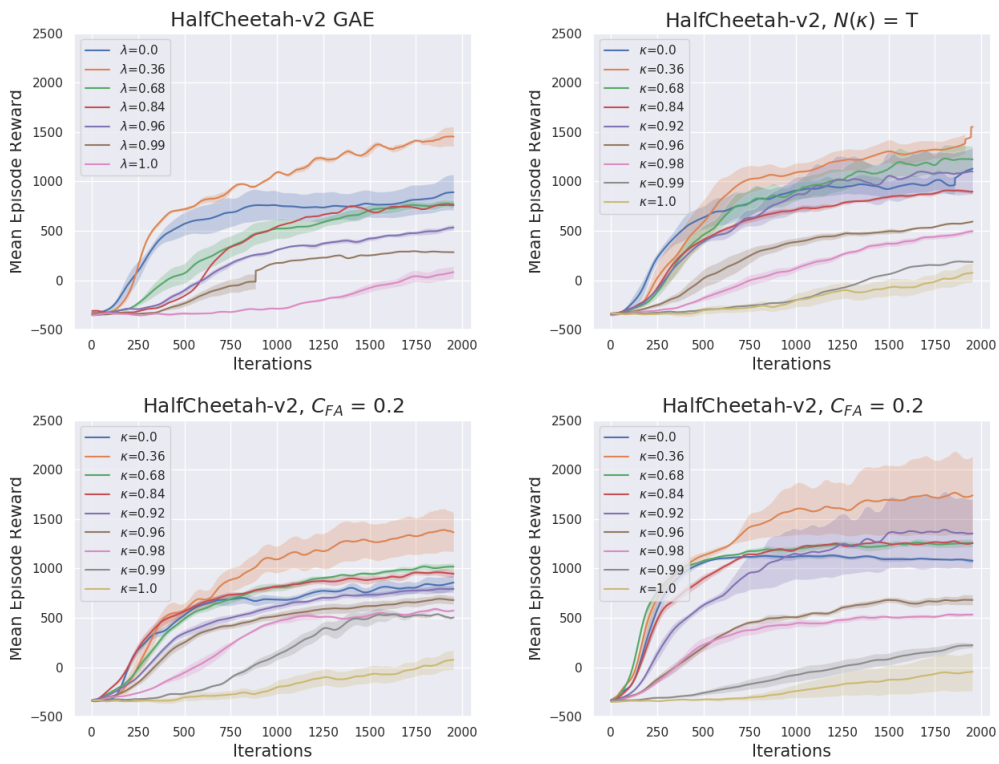 HalfCheetah-v2 GAE
2500
2000
1500
1000
500
0
−500
Mean Episode Reward
λ=0.0
λ=0.36
λ=0.68
λ=0.84
λ=0.96
λ=0.99
λ=1.0
0 250 500 750 1000 1250 1500 1750 2000
Iterations
HalfCheetah-v2, N(κ) = T
2500
2000
1500
1000
500
0
−500
Mean Episode Reward
κ=0.0
κ=0.36
κ=0.68
κ=0.84
κ=0.92
κ=0.96
κ=0.98
κ=0.99
κ=1.0
0 250 500 750 1000 1250 1500 1750 2000
Iterations
HalfCheetah-v2, C_FA = 0.2
2500
2000
1500
1000
500
0
−500
Mean Episode Reward
κ=0.0
κ=0.36
κ=0.68
κ=0.84
κ=0.92
κ=0.96
κ=0.98
κ=0.99
κ=1.0
0 250 500 750 1000 1250 1500 1750 2000
Iterations
HalfCheetah-v2, C_FA = 0.2
2500
2000
1500
1000
500
0
−500
Mean Episode Reward
κ=0.0
κ=0.36
κ=0.68
κ=0.84
κ=0.92
κ=0.96
κ=0.98
κ=0.99
κ=1.0
0 250 500 750 1000 1250 1500 1750 2000
Iterations